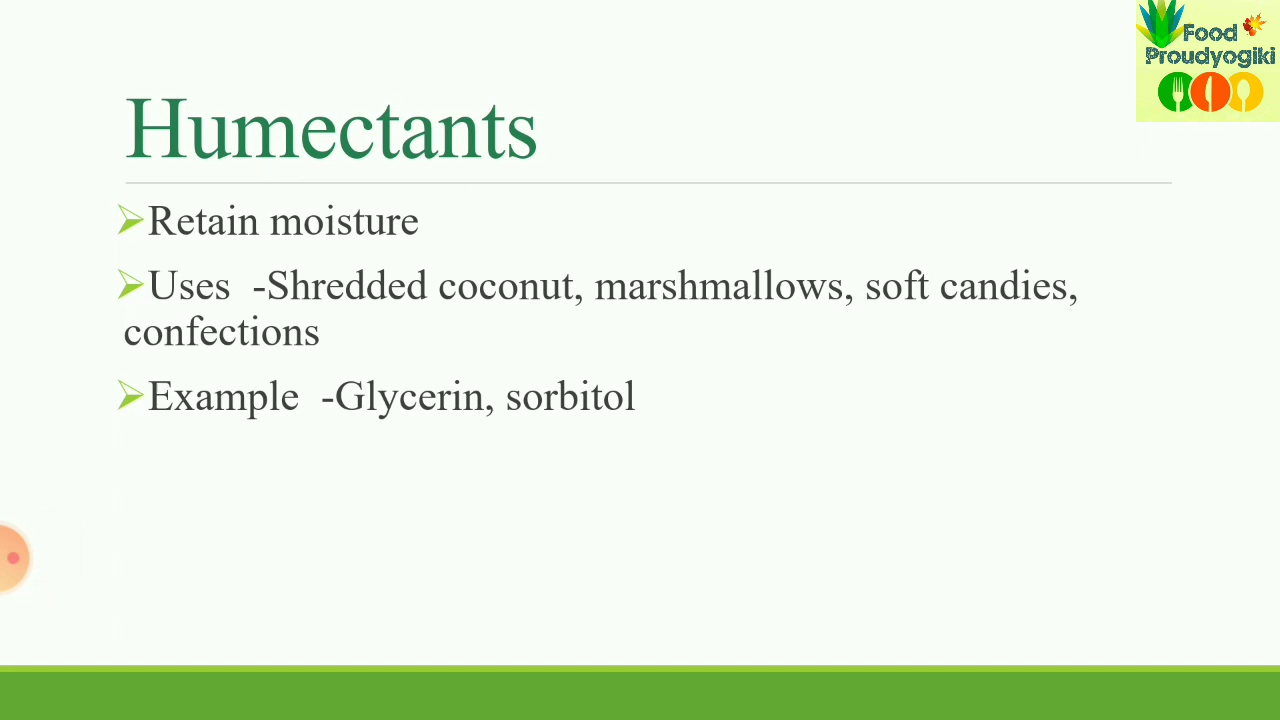 Food
Proudyogiki
Humectants
➢Retain moisture
➢Uses  -Shredded coconut, marshmallows, soft candies,
confections
➢Example  -Glycerin, sorbitol